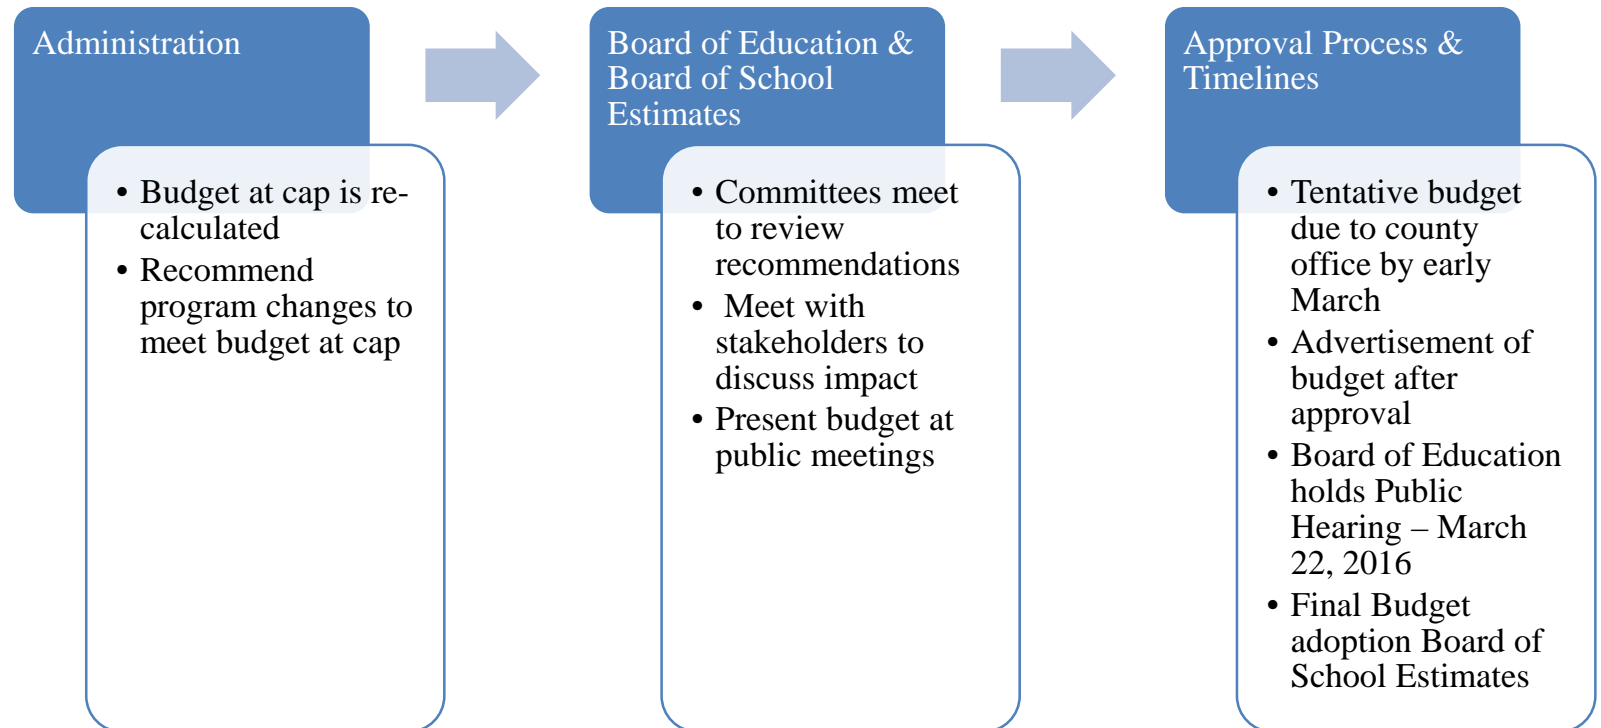 Administration
• Budget at cap is re-
calculated
• Recommend
program changes to
meet budget at cap
Board of Education &
Board of School
Estimates
• Committees meet
to review
recommendations
• Meet with
stakeholders to
discuss impact
• Present budget at
public meetings
Approval Process &
Timelines
• Tentative budget
due to county
office by early
March
• Advertisement of
budget after
approval
• Board of Education
holds Public
Hearing – March
22, 2016
• Final Budget
adoption Board of
School Estimates